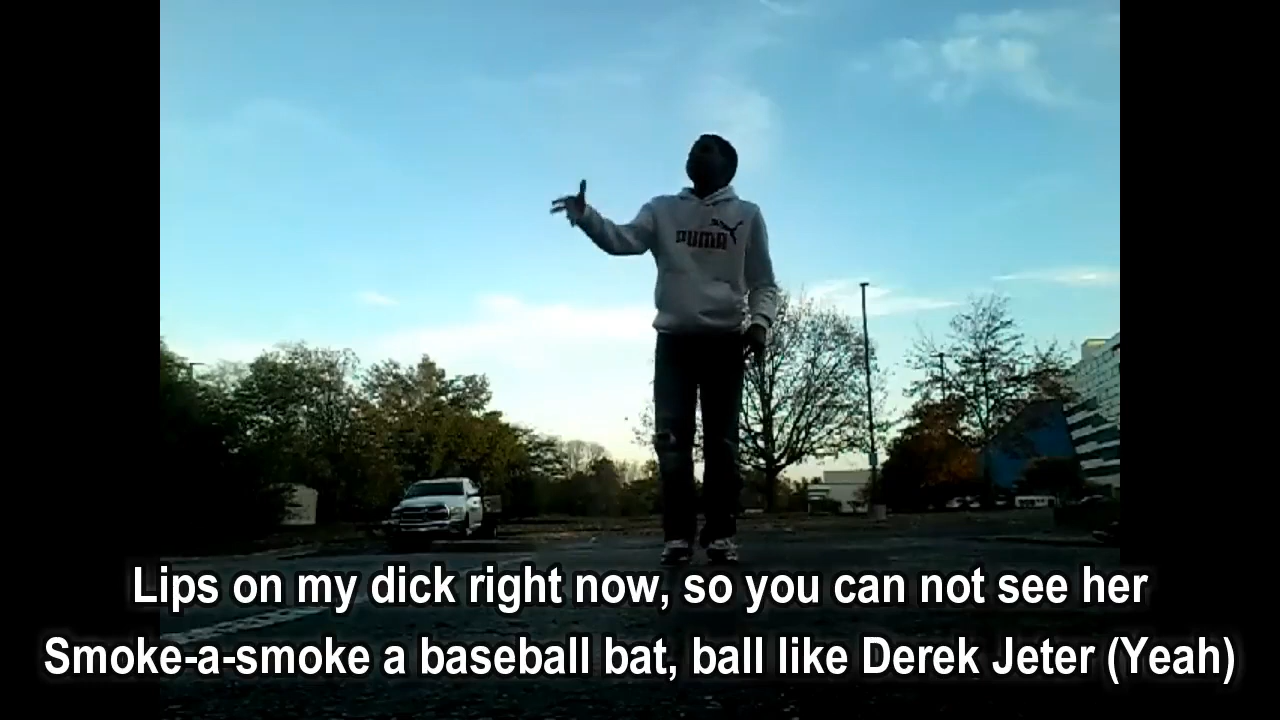 PUMA
Lips on my dick right now, so you can not see her
Smoke-a-smoke a baseball bat, ball like Derek Jeter (Yeah)